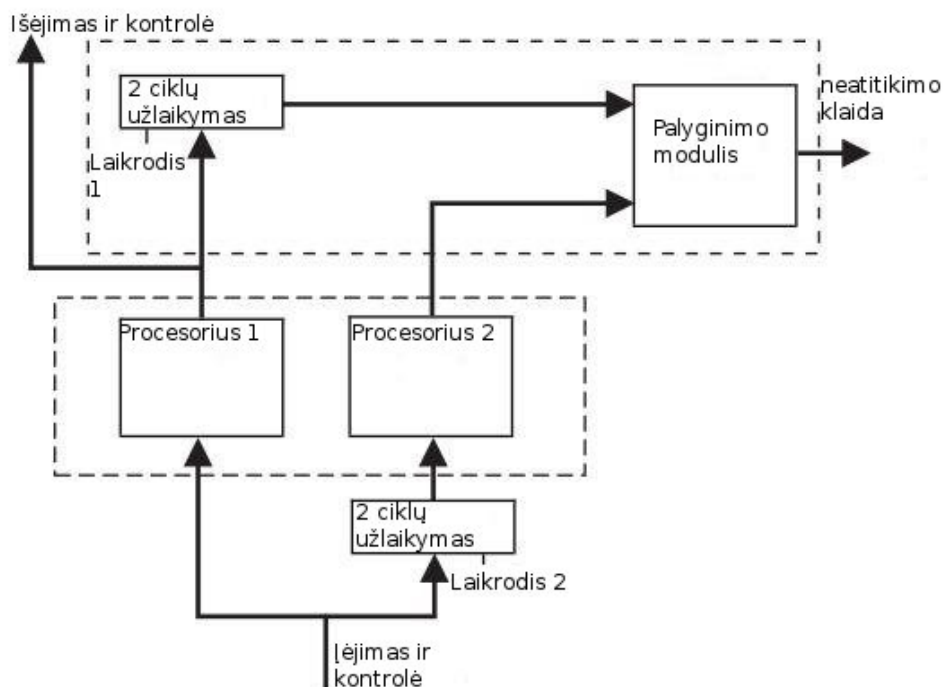 Išėjimas ir kontrolė
2 ciklų
užlaikymas
Laikrodis
1
Palyginimo
modulis
neatitikimo
klaida
Procesorius 1
Procesorius 2
2 ciklų
užlaikymas
Laikrodis 2
Įėjimas ir
kontrolė